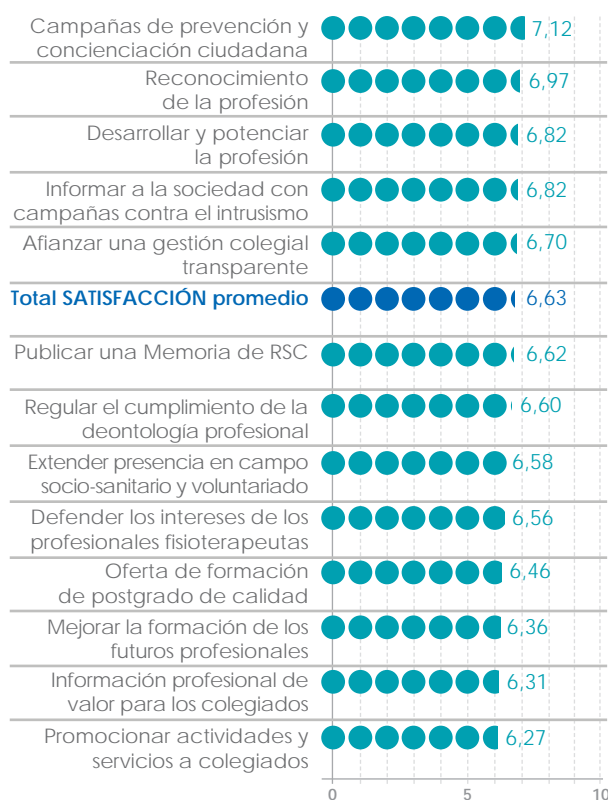 Campañas de prevención y
concienciación ciudadana
7,12
Reconocimiento
de la profesión
6,97
Desarrollar y potenciar
la profesión
6,82
Informar a la sociedad con
campañas contra el intrusismo
6,82
Afianzar una gestión colegial
transparente
6,70
Total SATISFACCIÓN promedio
6,63
Publicar una Memoria de RSC
6,62
Regular el cumplimiento de la
deontología profesional
6,60
Extender presencia en campo
socio-sanitario y voluntariado
6,58
Defender los intereses de los
profesionales fisioterapeutas
6,56
Oferta de formación
de postgrado de calidad
6,46
Mejorar la formación de los
futuros profesionales
6,36
Información profesional de
valor para los colegiados
6,31
Promocionar actividades y
servicios a colegiados
6,27
0 5 10